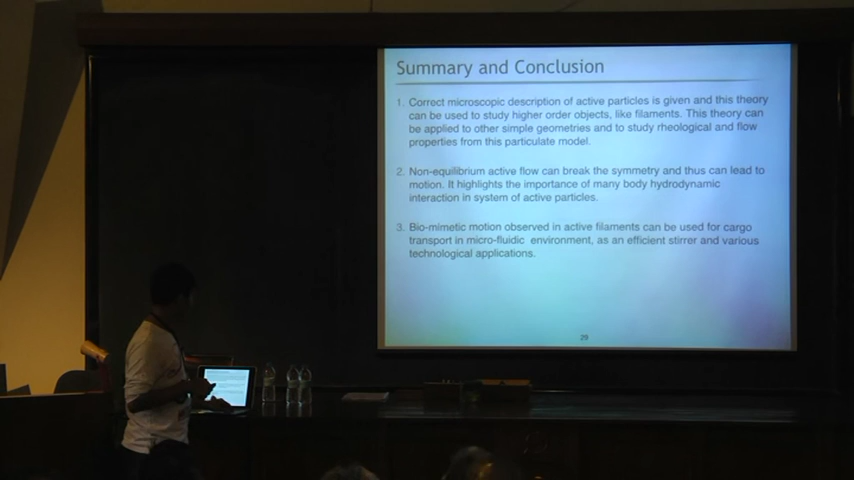 Summary and Conclusion
1. Correct microscopic description of active particles is given and this theory
can be used to study higher order objects, like filaments. This theory can
be applied to other simple geometries and to study rheological and flow
properties from this particulate model.
2. Non-equilibrium active flow can break the symmetry and thus can lead to
motion. It highlights the importance of many body hydrodynamic
interaction in system of active particles.
3. Bio-mimetic motion observed in active filaments can be used for cargo
transport in micro-fluidic environment, as an efficient stirrer and various
technological applications.
29